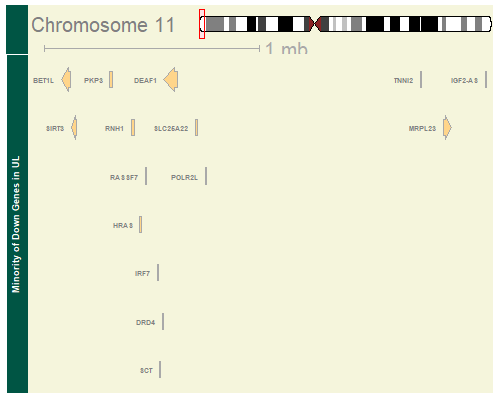 Chromosome 11
1 mb
Minority of Down Genes in UL
BET1L PKP3 DEAF1 TNNI2 IGF2-AS
SIRT3 RNH1 SLC25A22 MRPL23
RASSF7 POLR2L
HRAS
IRF7
DRD4
SCT